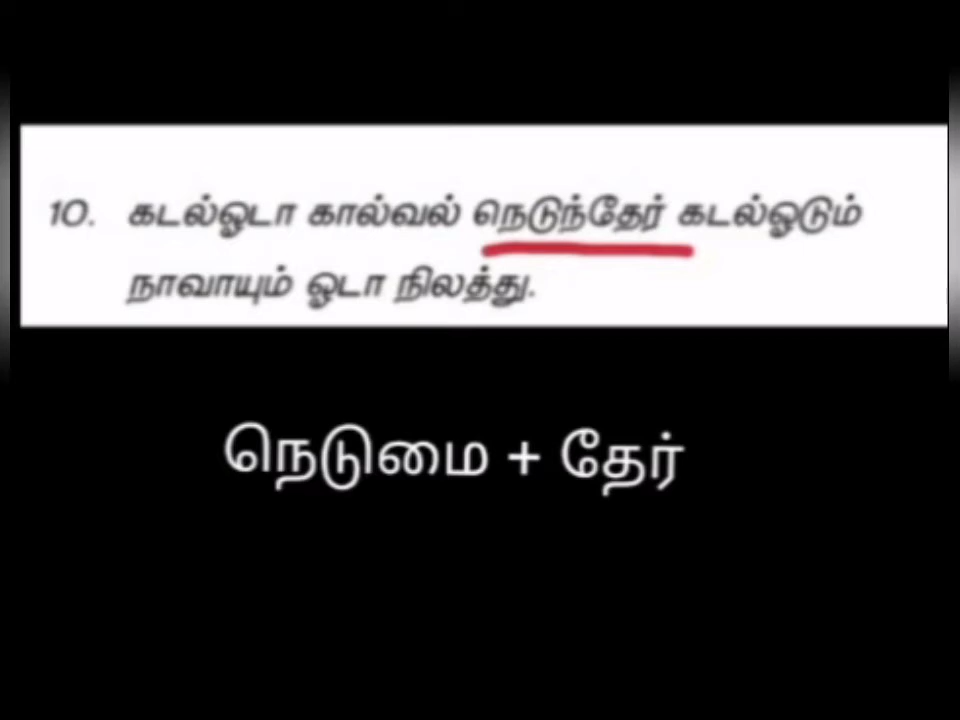 10. கடல்ஓடா கால்வல் நெடுந்தேர் கடல்ஓடும்
நாவாயும் ஓடா நிலத்து.
நெடுமை + தேர்